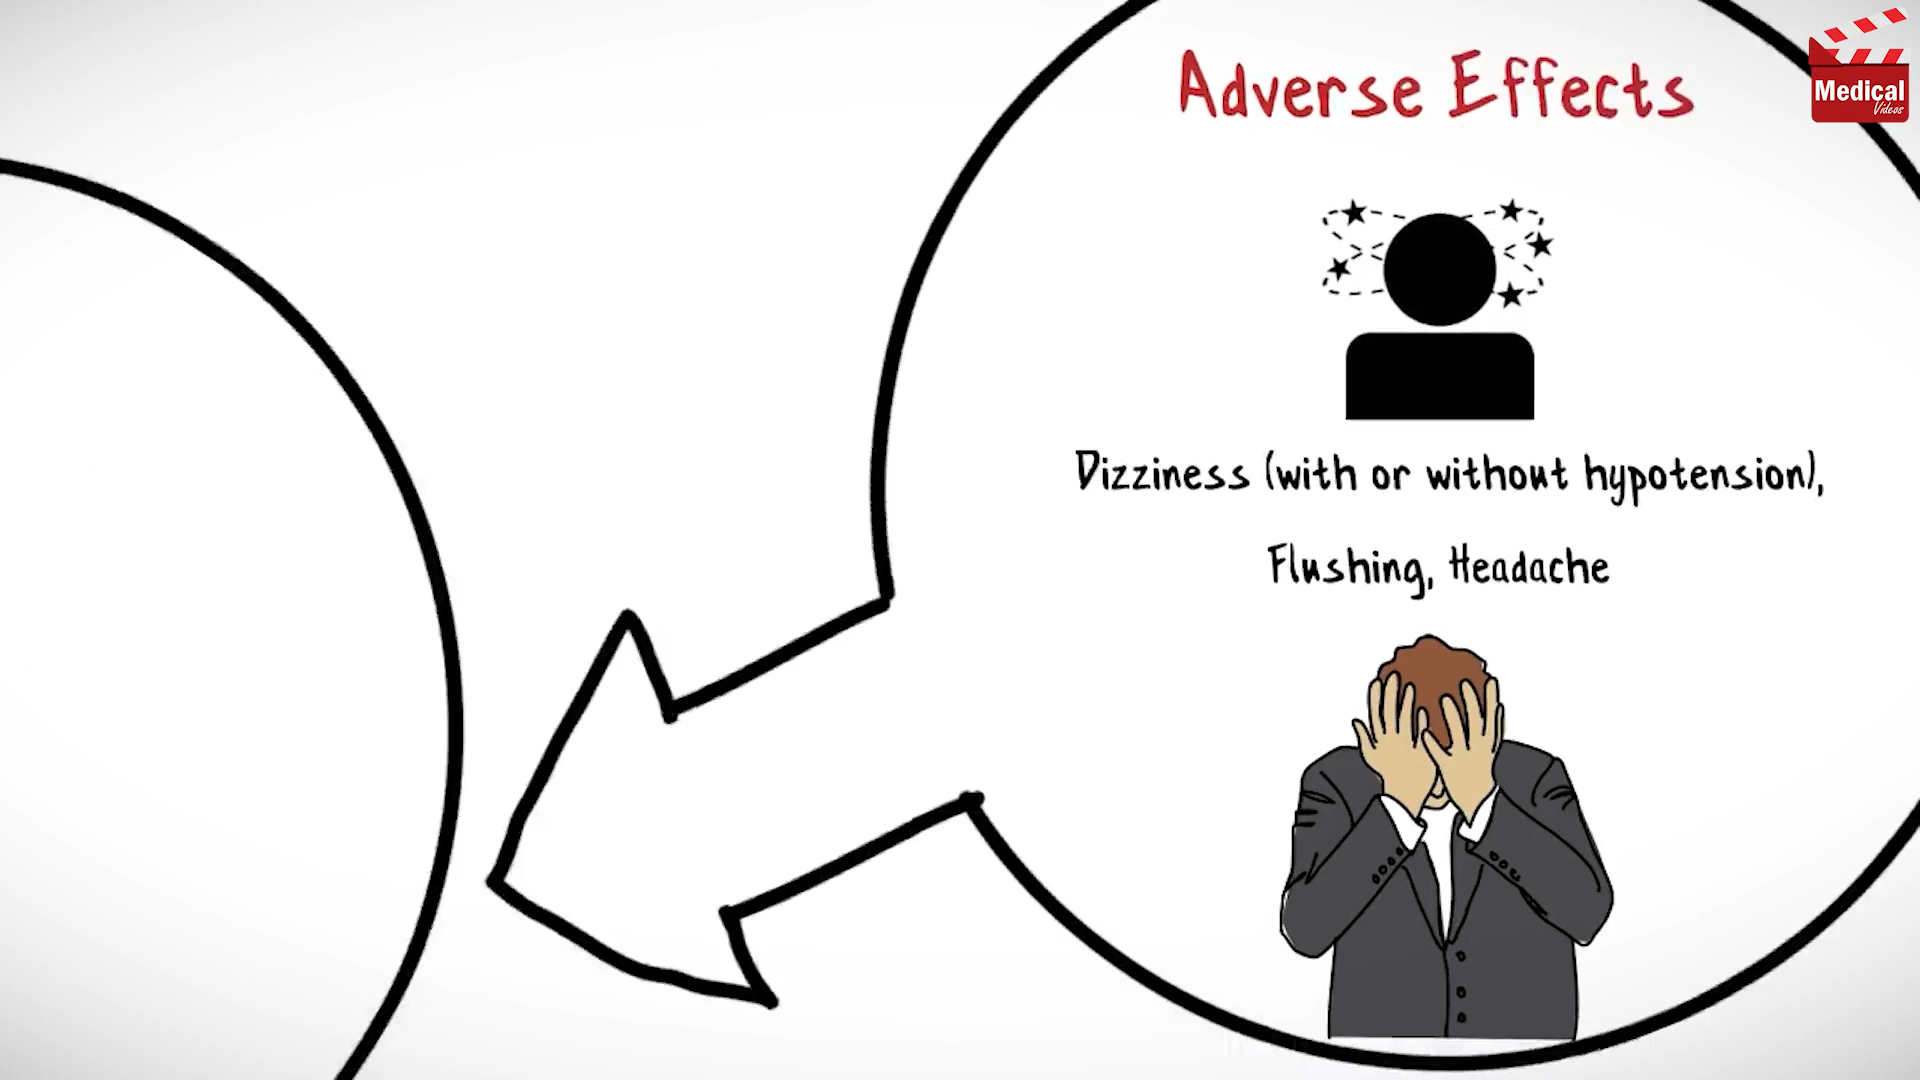 Adverse Effects
Medical
Videos
Dizziness (with or without hypotension),
Flushing, Headache